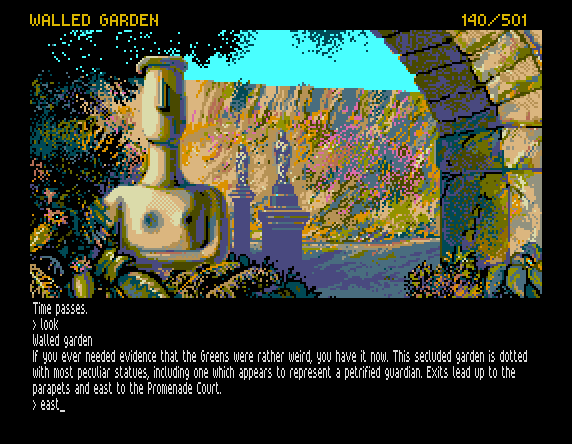 WALLED GARDEN 140/501
Time passes.
> look
Walled garden
If you ever needed evidence that the Greens were rather weird, you have it now. This secluded garden is dotted
with most peculiar statues, including one which appears to represent a petrified guardian. Exits lead up to the
parapets and east to the Promenade Court.
> east_